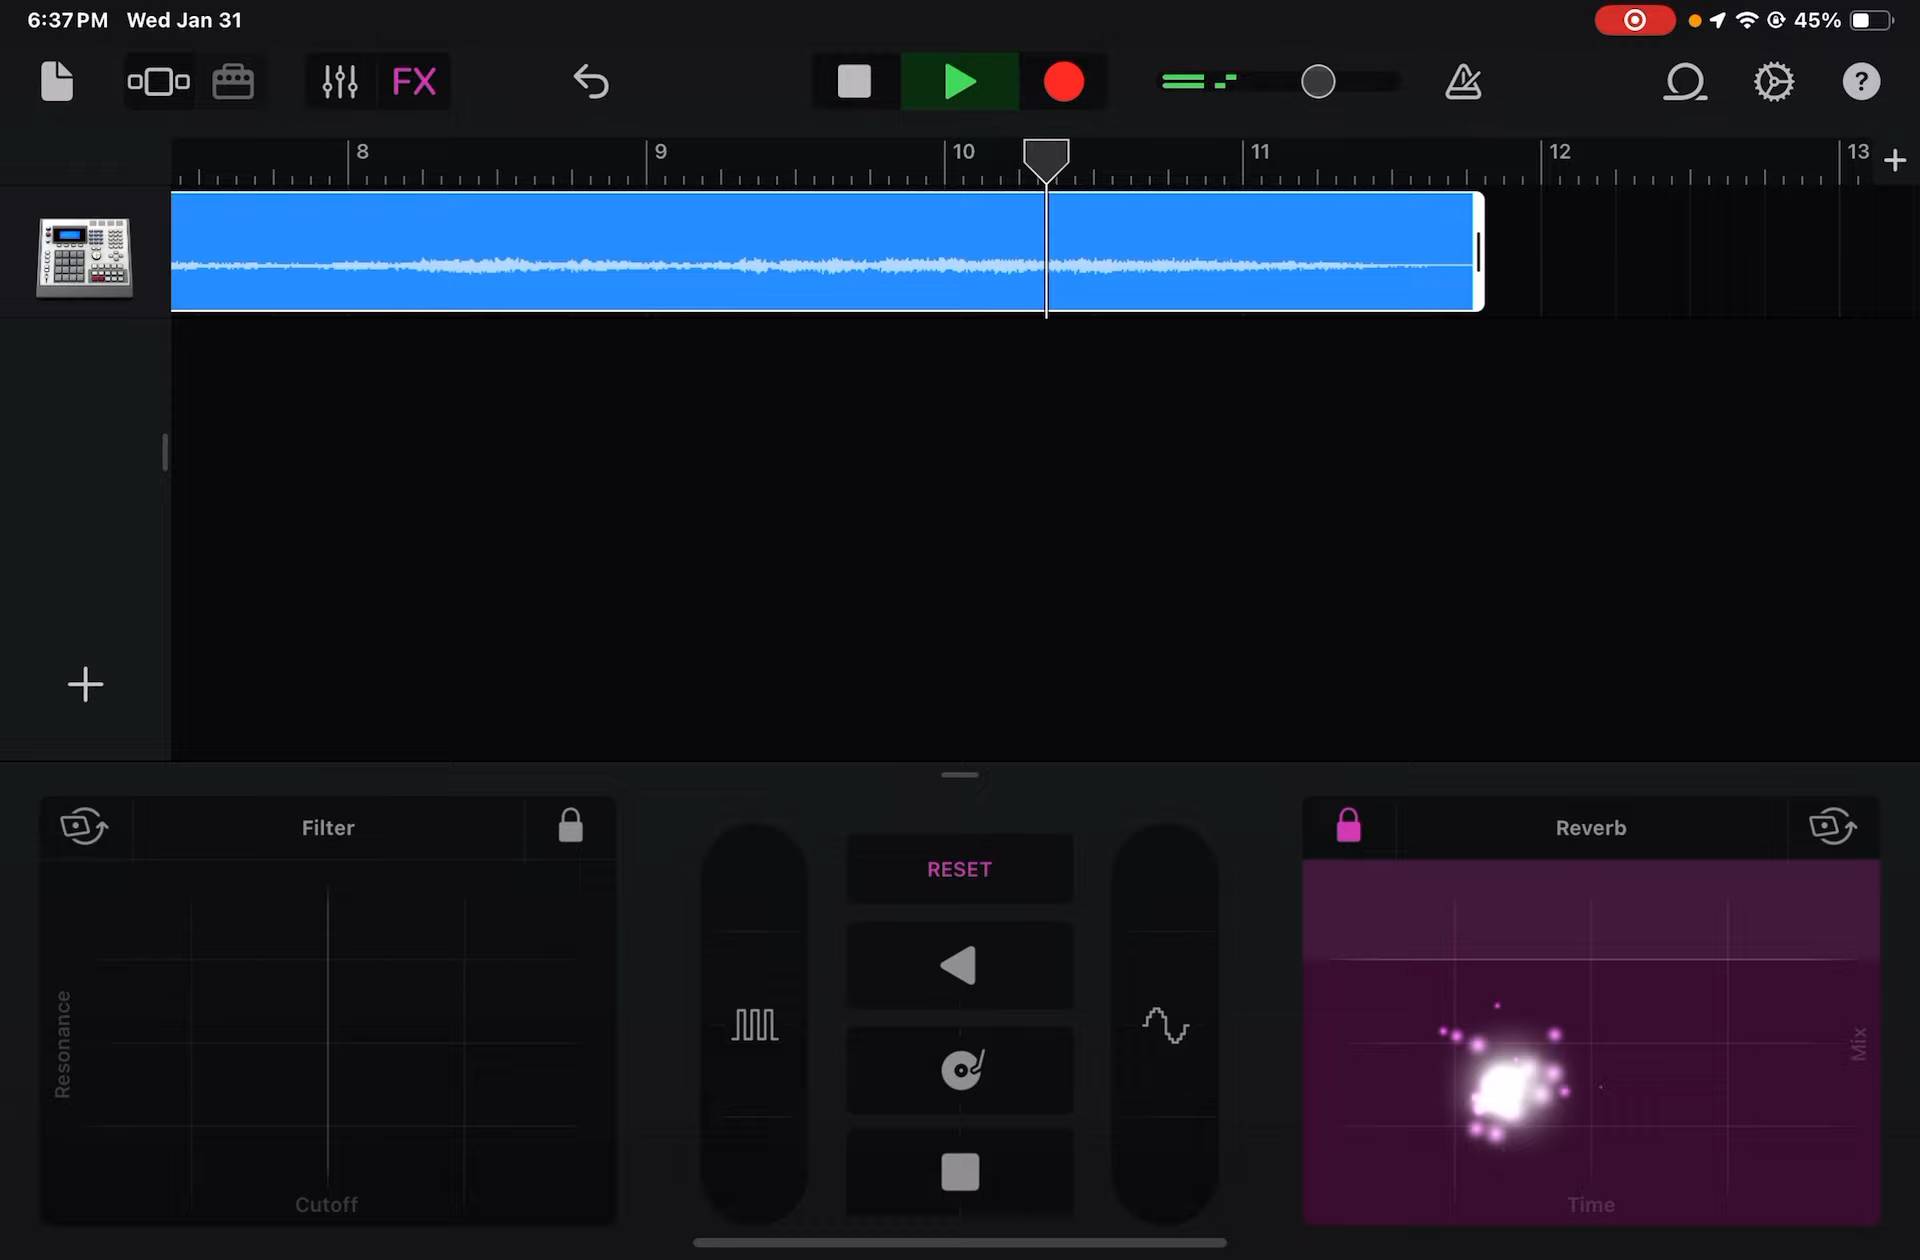 6:37 PM Wed Jan 31
45%
FX
?
8 9 10 11 12 13
Filter
Reverb
RESET
Resonance
Mix
Cutoff
Time